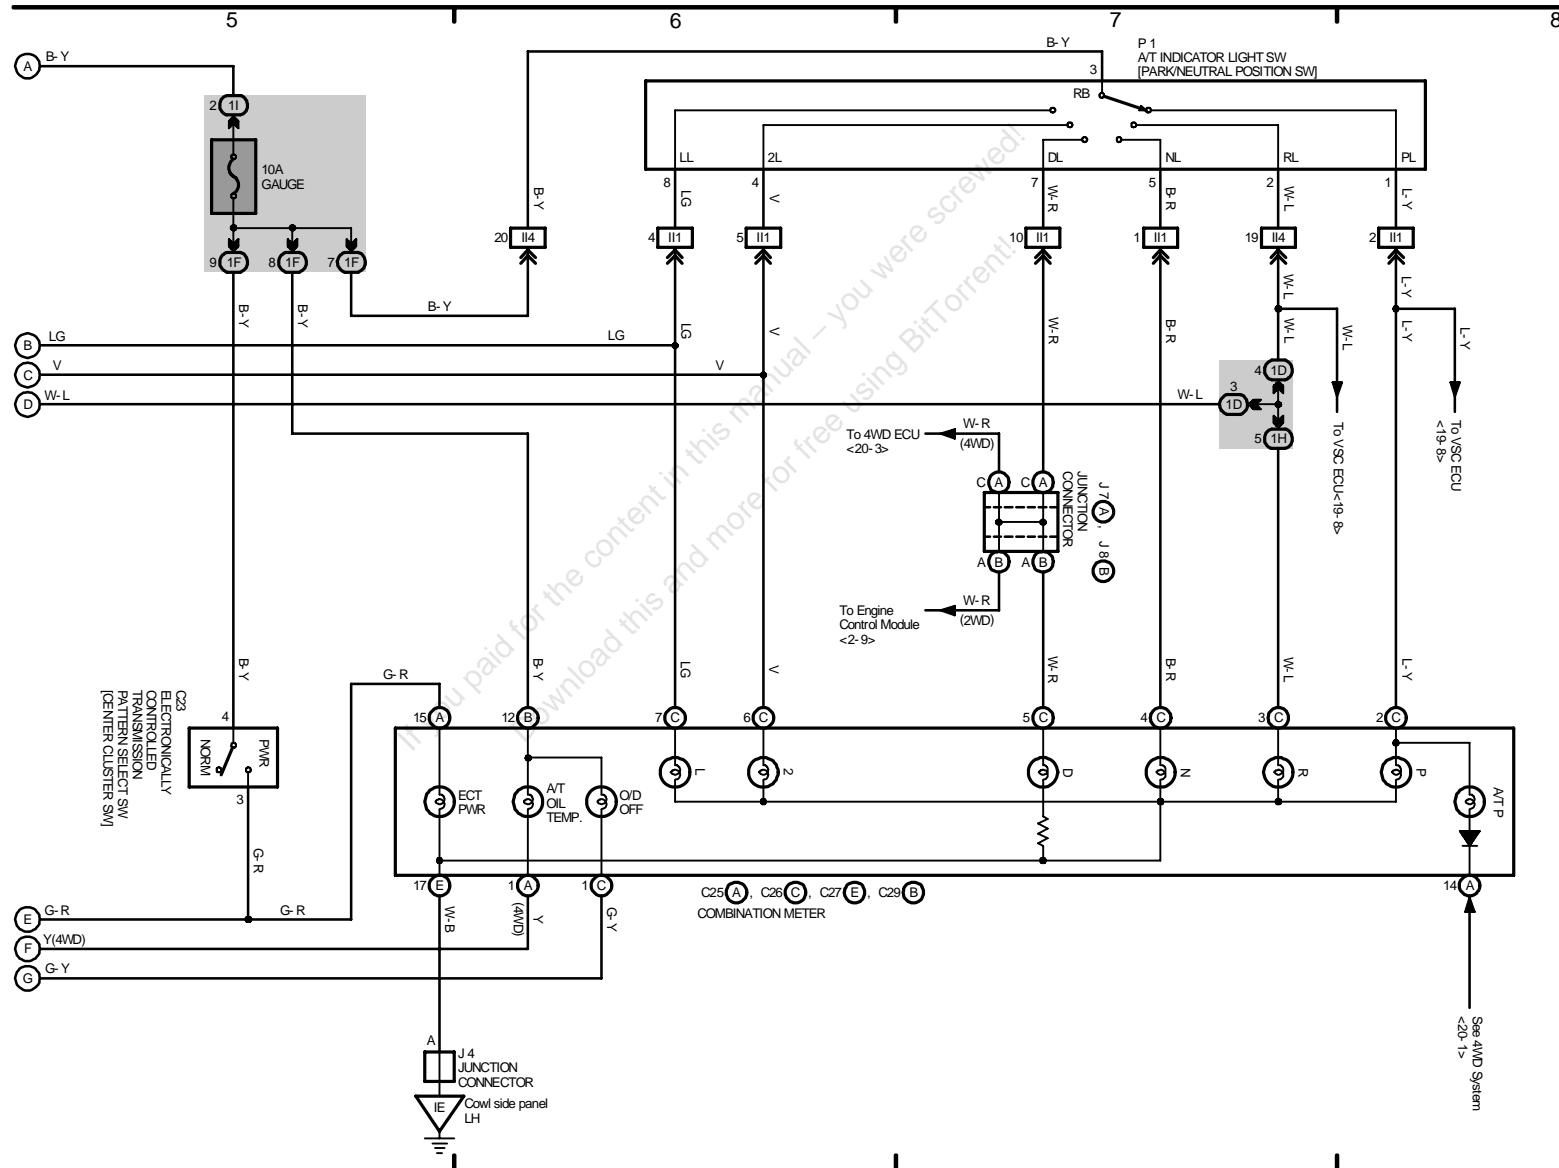 5
6
7
8
A
B-Y
2
1I
10A
GAUGE
9
1F
8
1F
7
1F
B-Y
B-Y
B-Y
B-Y
20
II4
B-Y
P 1
A/T INDICATOR LIGHT SW
[PARK/NEUTRAL POSITION SW]
3
RB
LL
2L
DL
NL
RL
PL
8
4
7
5
2
1
LG
V
W-R
B-R
W-L
L-Y
4
II1
5
II1
10
II1
1
II1
19
II4
2
II1
W-L
L-Y
B-Y
B
LG
LG
LG
V
W-R
B-R
W-L
L-Y
W-L
L-Y
C
V
V
D
W-L
W-L
4
1D
3
1D
5
1H
To VSC ECU<19-8>
To VSC ECU
<19-8>
To 4WD ECU
<20-3>
W-R
(4WD)
C
A
C
A
JUNCTION
CONNECTOR
J 7
A
,
J 8
B
A
B
A
B
To Engine
Control Module
<2-9>
W-R
(2WD)
If you paid for the content in this manual – you were screwed!
Download this and more for free using BitTorrent!
B-Y
G-R
B-Y
LG
V
W-R
B-R
W-L
L-Y
C23
ELECTRONICALLY
CONTROLLED
TRANSMISSION
PATTERN SELECT SW
[CENTER CLUSTER SW]
4
NORM
PWR
3
G-R
15
A
12
B
7
C
6
C
5
C
4
C
3
C
2
C
ECT
PWR
A/T
OIL
TEMP.
O/D
OFF
L
2
D
N
R
P
A/T P
17
E
1
A
1
C
C25
A
, C26
C
, C27
E
, C29
B
COMBINATION METER
14
A
W-B
Y
(4WD)
G-Y
E
G-R
G-R
F
Y(4WD)
G
G-Y
See 4WD System
<20-1>
A
J 4
JUNCTION
CONNECTOR
IE
Cowl side panel
LH